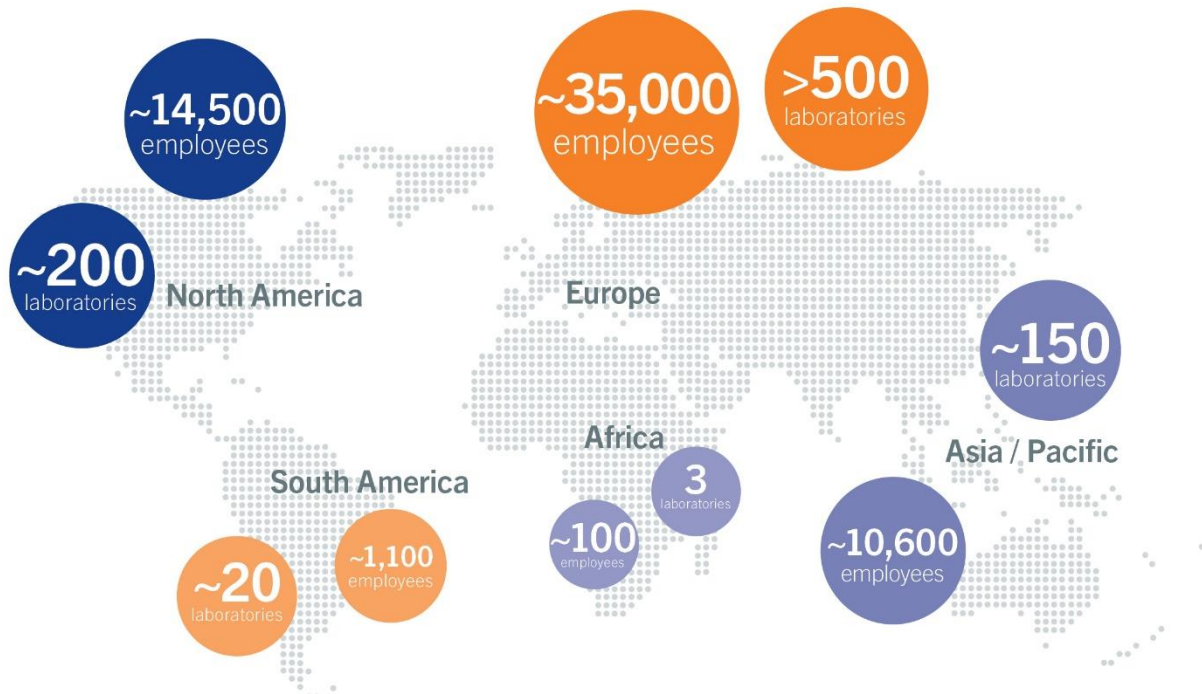 ~14,500
employees
~200
laboratories
North America
~35,000
employees
>500
laboratories
Europe
~150
laboratories
Asia / Pacific
~10,600
employees
Africa
3
laboratories
~100
employees
South America
~20
laboratories
~1,100
employees